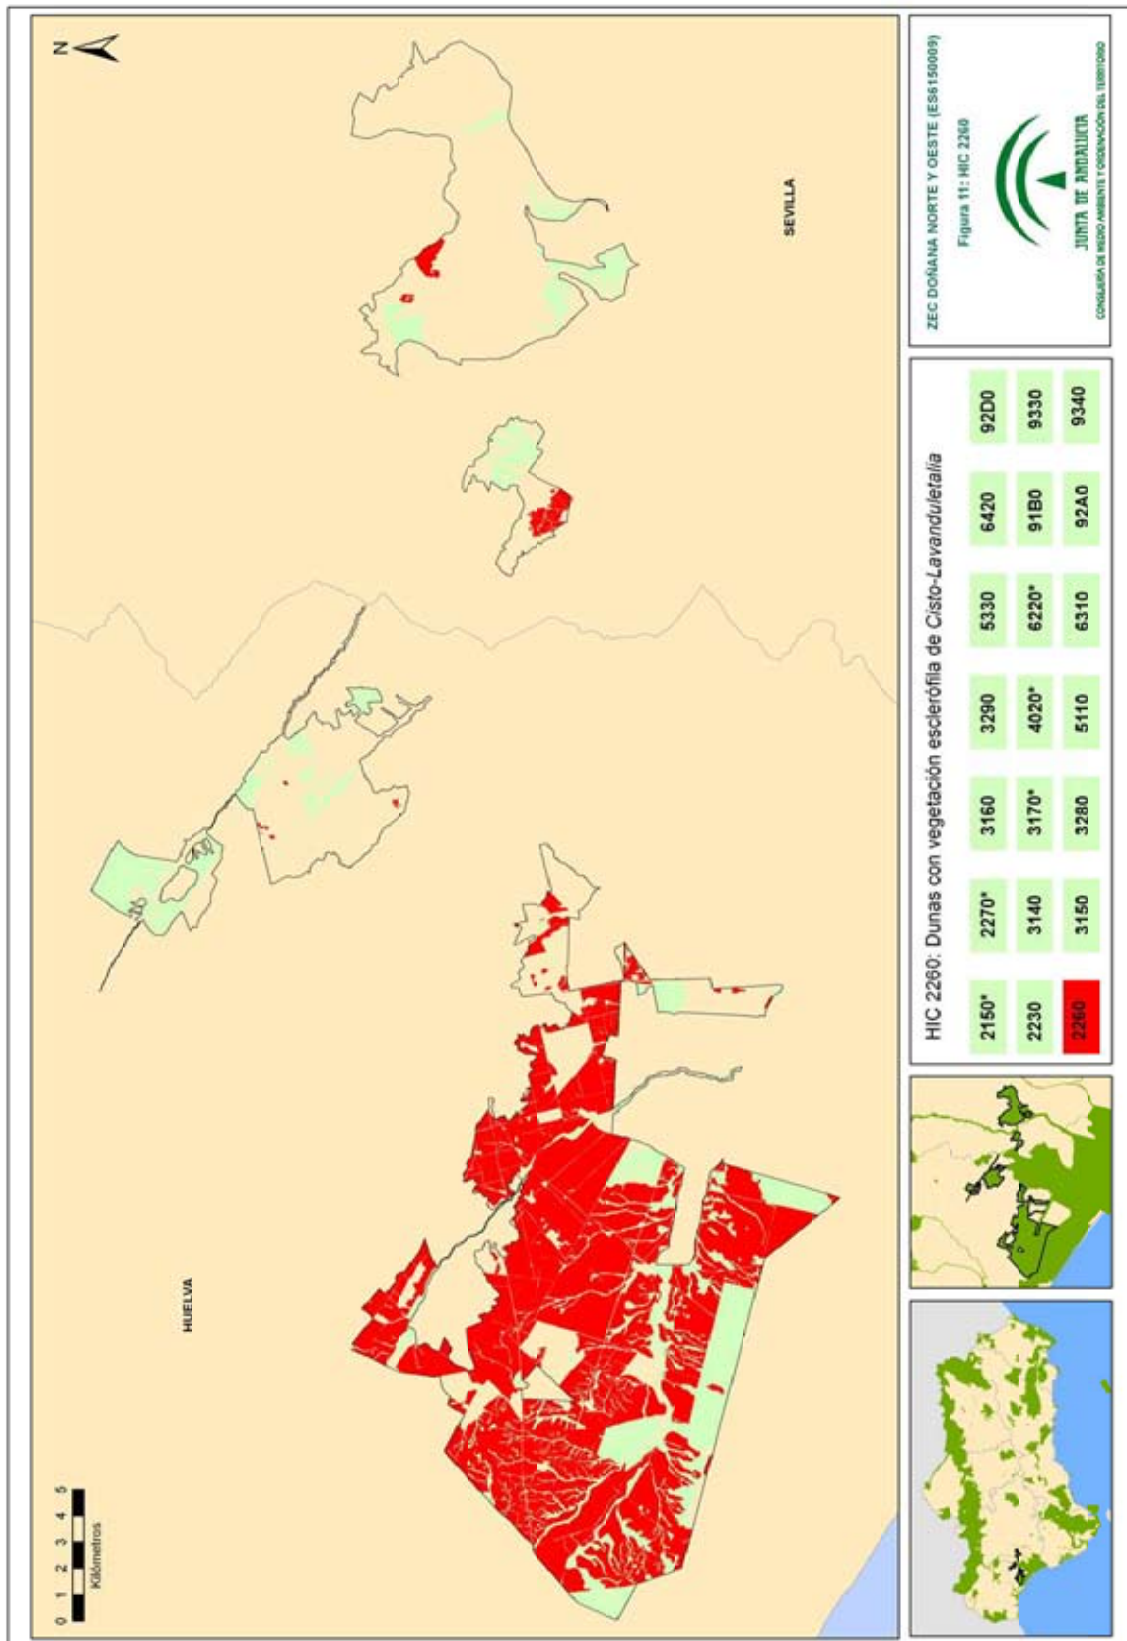 N
HUELVA
SEVILLA
0 1 2 3 4 5
Kilómetros
HIC 2260: Dunas con vegetación esclerófila de Cisto-Lavanduletalia
2150* 2270* 3160 3290 5330 6420 92D0
2230 3140 3170* 4020* 6220* 91B0 9330
2260 3150 3280 5110 6310 92A0 9340
ZEC DOÑANA NORTE Y OESTE (ES6150009)
Figura 11: HIC 2260
JUNTA DE ANDALUCIA
CONSEJERÍA DE MEDIO AMBIENTE Y ORDENACIÓN DEL TERRITORIO